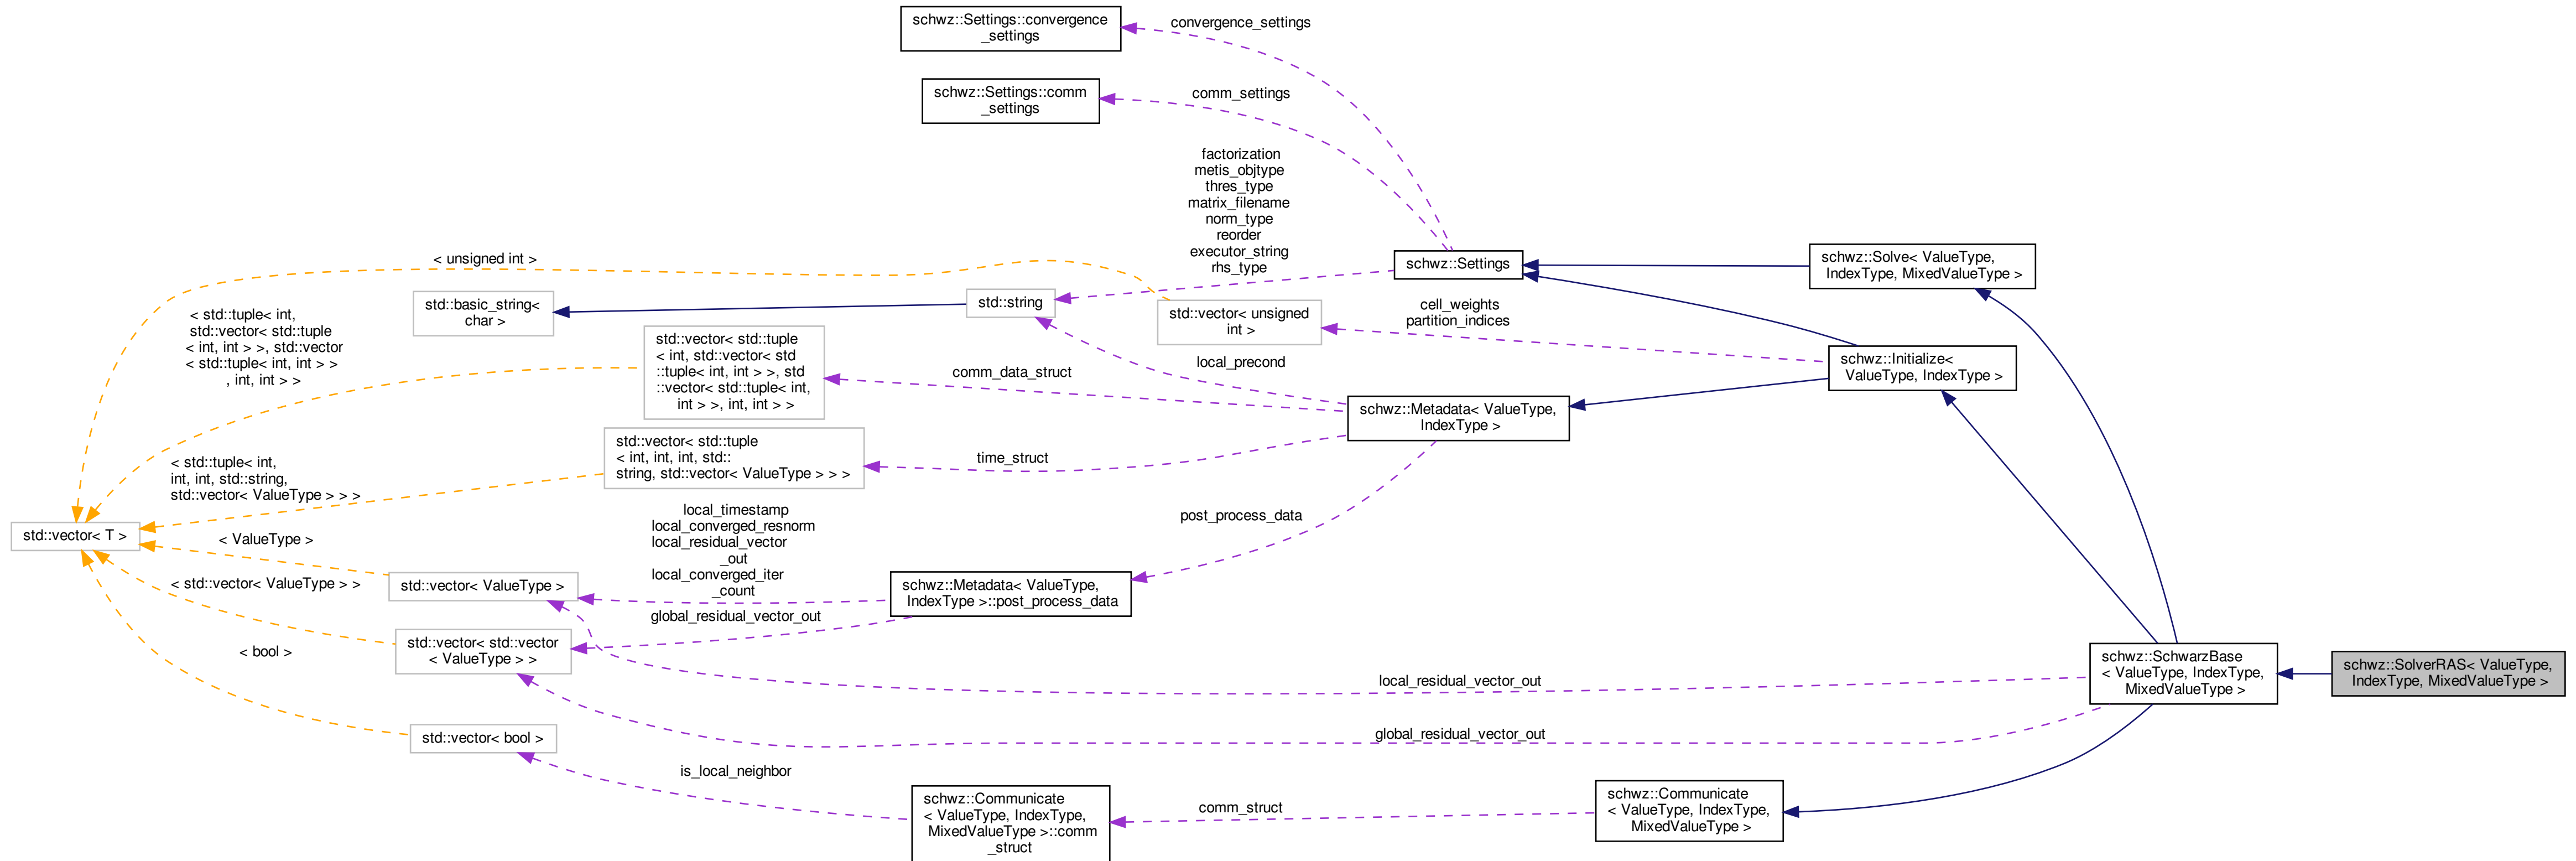 schwz::Settings::convergence
_settings
convergence_settings
schwz::Settings::comm
_settings
comm_settings
factorization
metis_objtype
thres_type
matrix_filename
norm_type
reorder
executor_string
rhs_type
< unsigned int >
schwz::Settings
schwz::Solve< ValueType,
IndexType, MixedValueType >
std::basic_string<
char >
std::string
std::vector< unsigned
int >
cell_weights
partition_indices
< std::tuple< int,
std::vector< std::tuple
< int, int > >, std::vector
< std::tuple< int, int > >
, int, int > >
std::vector< std::tuple
< int, std::vector< std
::tuple< int, int > >, std
::vector< std::tuple< int,
int > >, int, int > >
comm_data_struct
local_precond
schwz::Initialize<
ValueType, IndexType >
schwz::Metadata< ValueType,
IndexType >
< std::tuple< int,
int, int, std::string,
std::vector< ValueType > > >
std::vector< std::tuple
< int, int, int, std::
string, std::vector< ValueType > > >
time_struct
std::vector< T >
< ValueType >
local_timestamp
local_converged_resnorm
local_residual_vector
_out
local_converged_iter
_count
post_process_data
< std::vector< ValueType > >
std::vector< ValueType >
schwz::Metadata< ValueType,
IndexType >::post_process_data
global_residual_vector_out
< bool >
std::vector< std::vector
< ValueType > >
local_residual_vector_out
schwz::SchwarzBase
< ValueType, IndexType,
MixedValueType >
schwz::SolverRAS< ValueType,
IndexType, MixedValueType >
std::vector< bool >
global_residual_vector_out
is_local_neighbor
schwz::Communicate
< ValueType, IndexType,
MixedValueType >::comm
_struct
comm_struct
schwz::Communicate
< ValueType, IndexType,
MixedValueType >